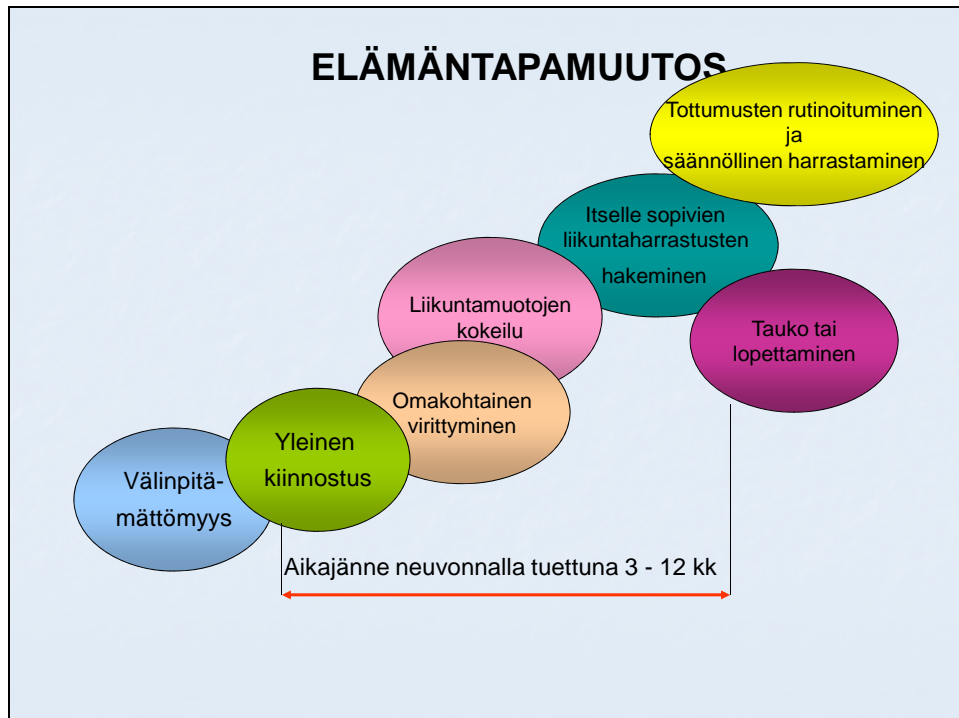 ELÄMÄNTAPAMUUTOS
Tottumusten rutinoituminen
ja
säännöllinen harrastaminen
Itselle sopivien
liikuntaharrastusten
hakeminen
Liikuntamuotojen
kokeilu
Tauko tai
lopettaminen
Omakohtainen
virittyminen
Yleinen
kiinnostus
Välinpitä-
mättömyys
Aikajänne neuvonnalla tuettuna 3 - 12 kk